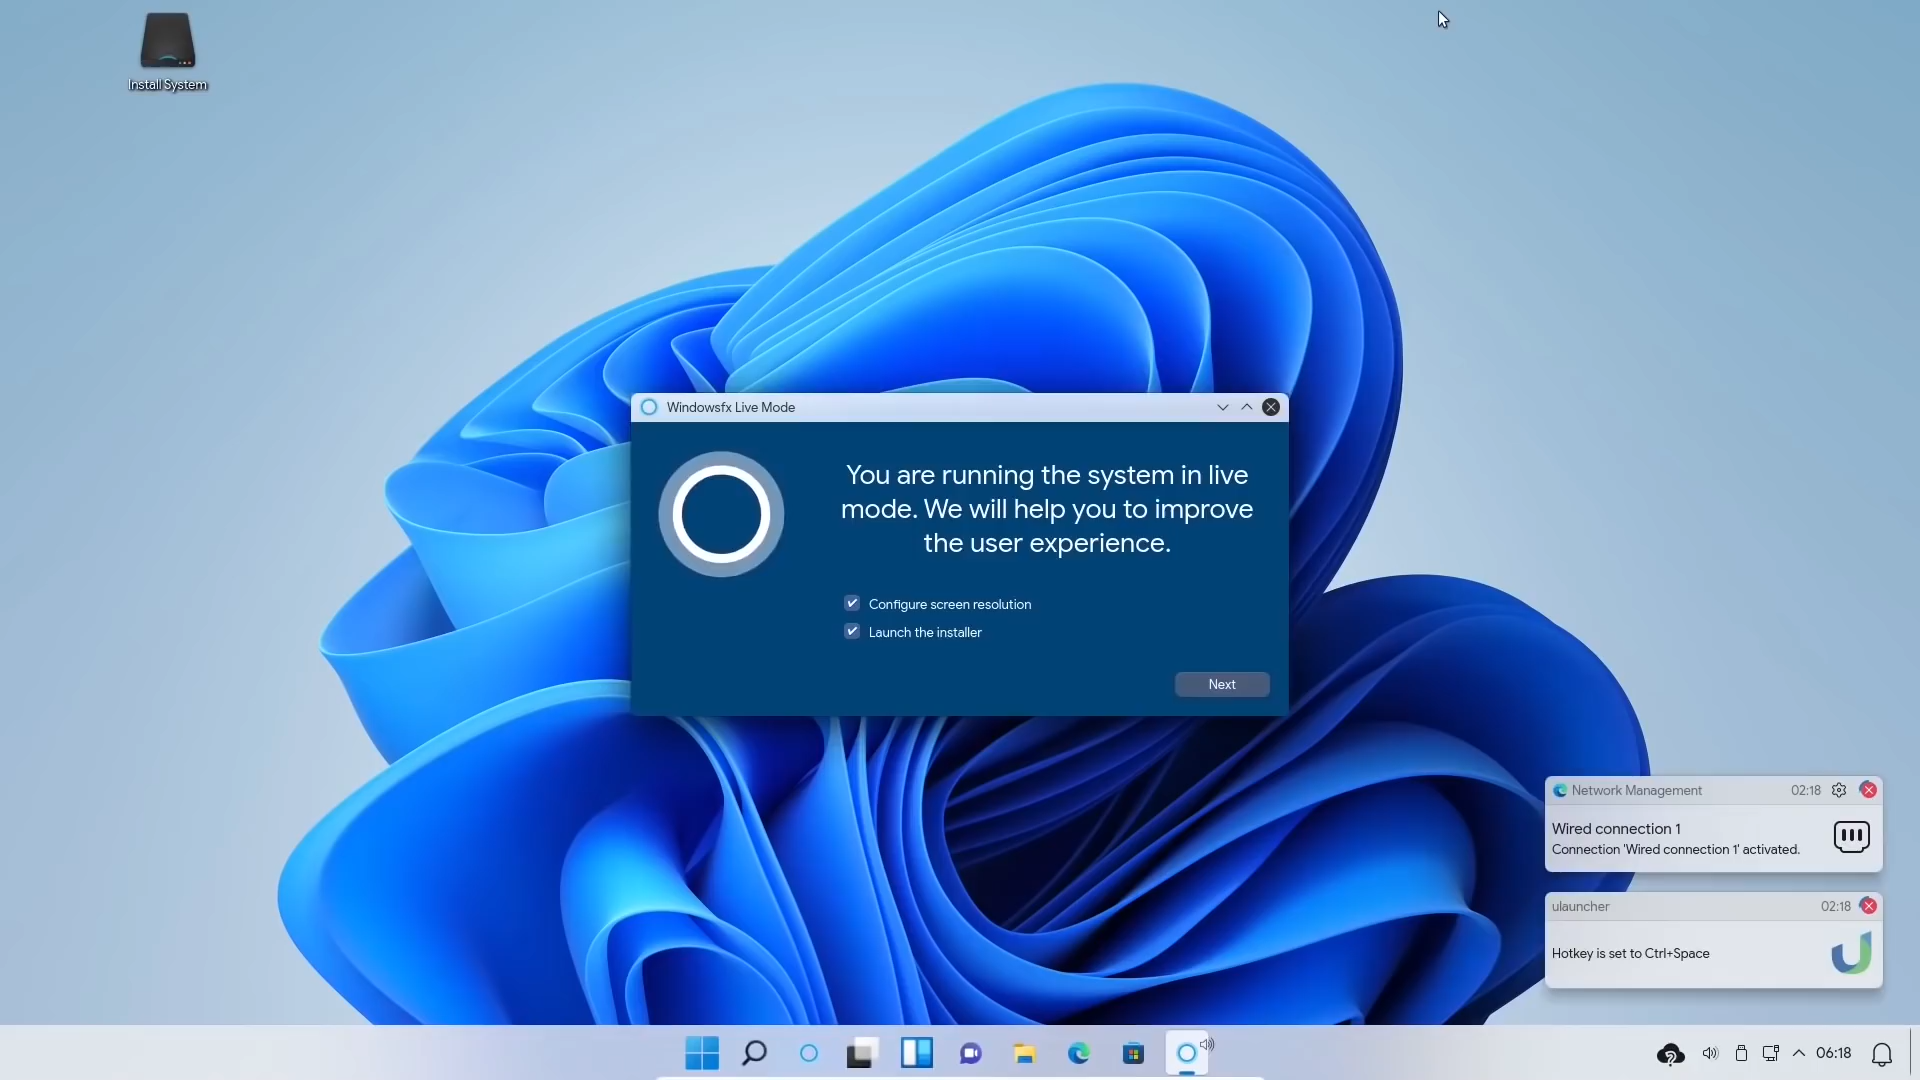 Install System
Windowsfx Live Mode
You are running the system in live
mode. We will help you to improve
the user experience.
Configure screen resolution
Launch the installer
Next
Network Management 02:18
Wired connection 1
Connection 'Wired connection 1' activated.
ulauncher 02:18
Hotkey is set to Ctrl+Space
06:18